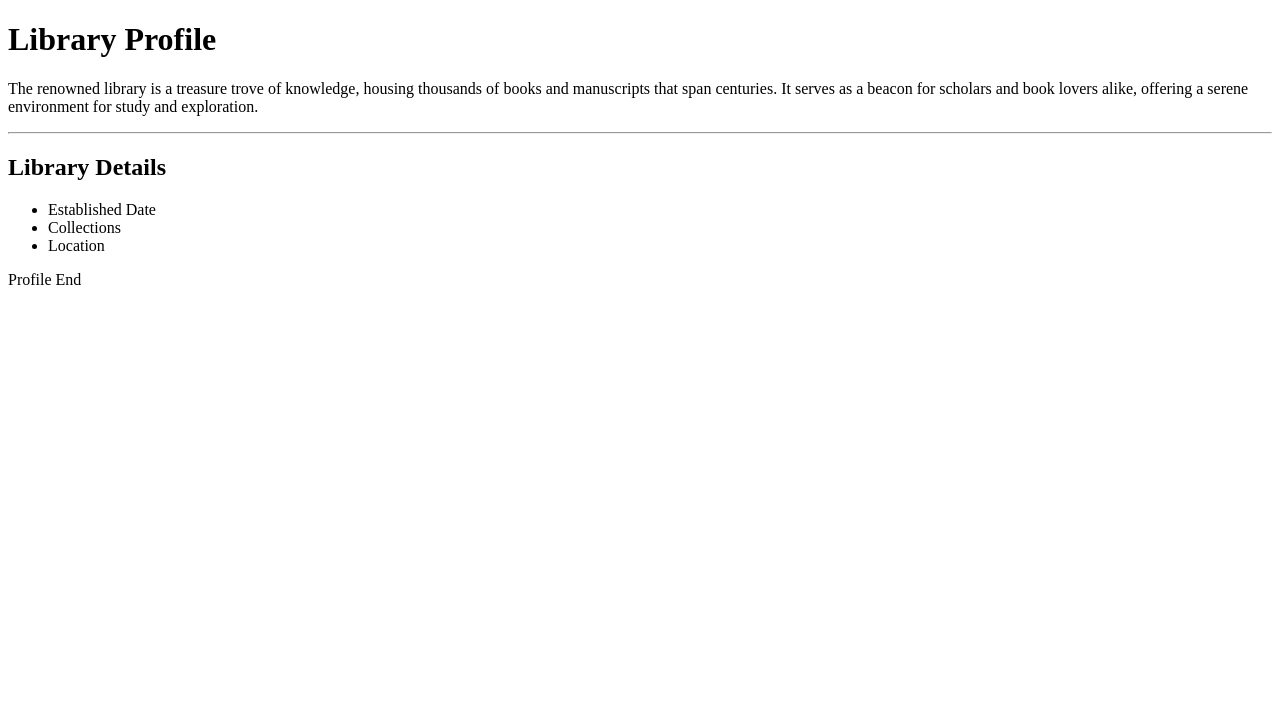 Library Profile
The renowned library is a treasure trove of knowledge, housing thousands of books and manuscripts that span centuries. It serves as a beacon for scholars and book lovers alike, offering a serene
environment for study and exploration.
Library Details
Established Date
Collections
Location
Profile End